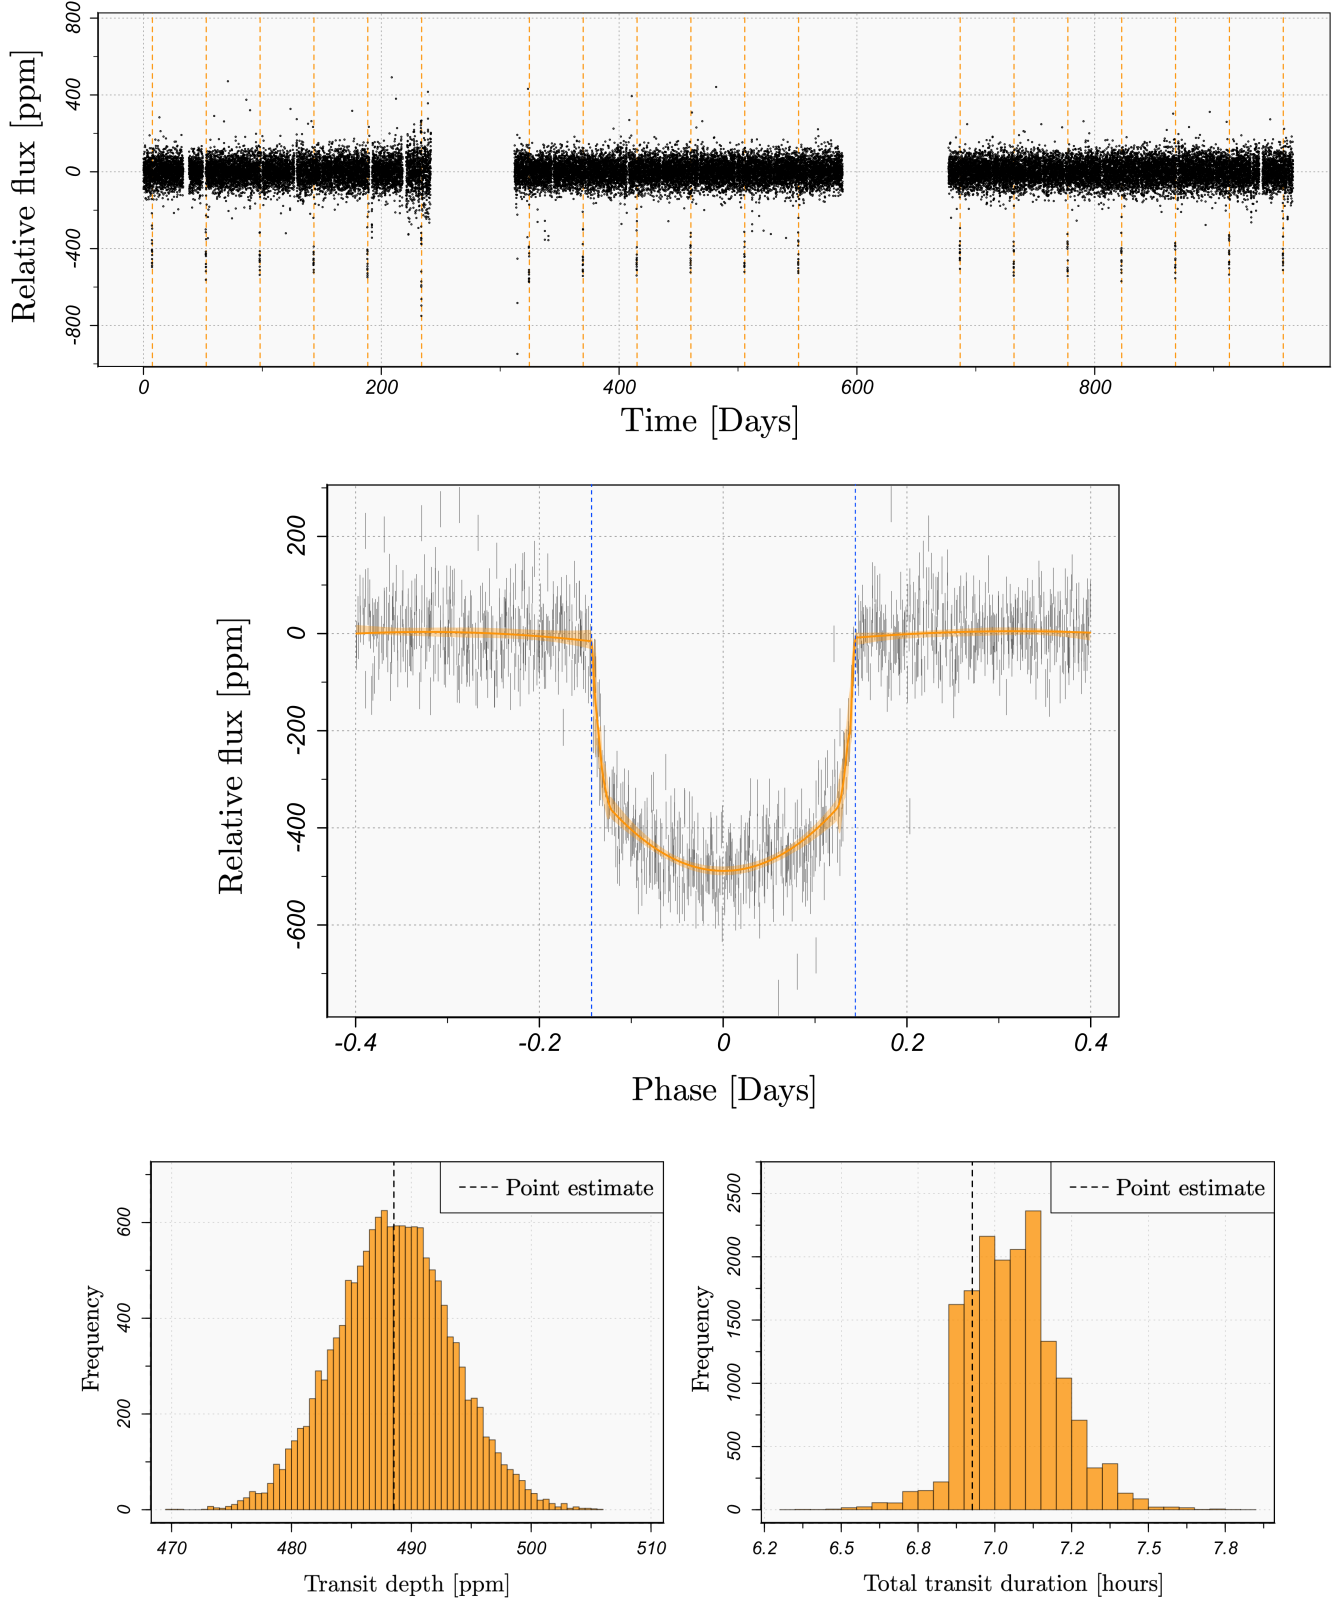 Relative flux [ppm]
800
400
0
-400
-800
0 200 400 600 800
Time [Days]
Relative flux [ppm]
200
0
-200
-400
-600
-0.4 -0.2 0 0.2 0.4
Phase [Days]
Point estimate
Frequency
600
400
200
0
470 480 490 500 510
Transit depth [ppm]
Point estimate
Frequency
2500
2000
1500
1000
500
0
6.2 6.5 6.8 7.0 7.2 7.5 7.8
Total transit duration [hours]